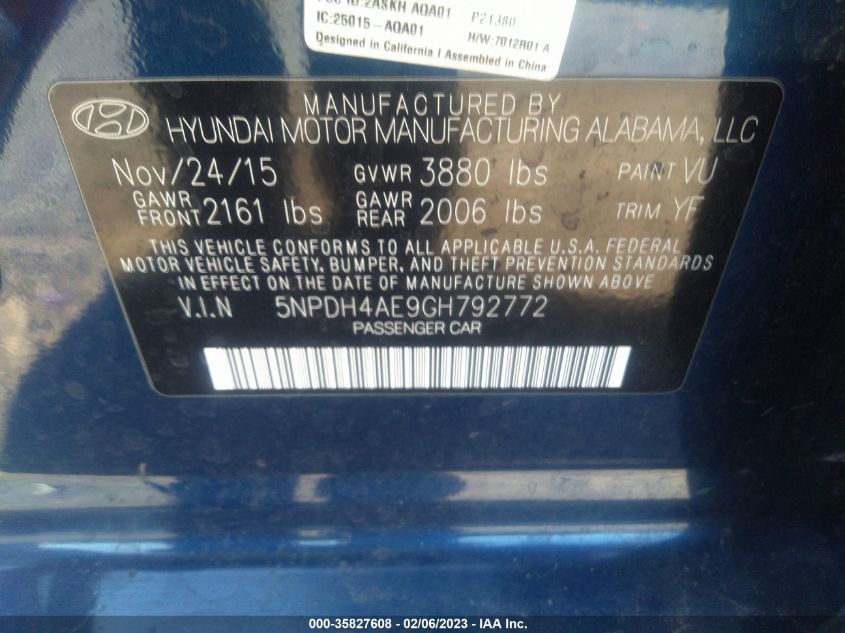 IC:25015-AQA01
P21380
H/W:7012R01 A
Designed in California / Assembled in China
MANUFACTURED BY
HYUNDAI MOTOR MANUFACTURING ALABAMA, LLC
Nov/24/15 GVWR 3880 lbs PAINT VU
GAWR FRONT 2161 lbs GAWR REAR 2006 lbs TRIM YF
THIS VEHICLE CONFORMS TO ALL APPLICABLE U.S.A. FEDERAL
MOTOR VEHICLE SAFETY, BUMPER, AND THEFT PREVENTION STANDARDS
IN EFFECT ON THE DATE OF MANUFACTURE SHOWN ABOVE
V.I.N 5NPDH4AE9GH792772
PASSENGER CAR
000-35827608 - 02/06/2023 - IAA Inc.